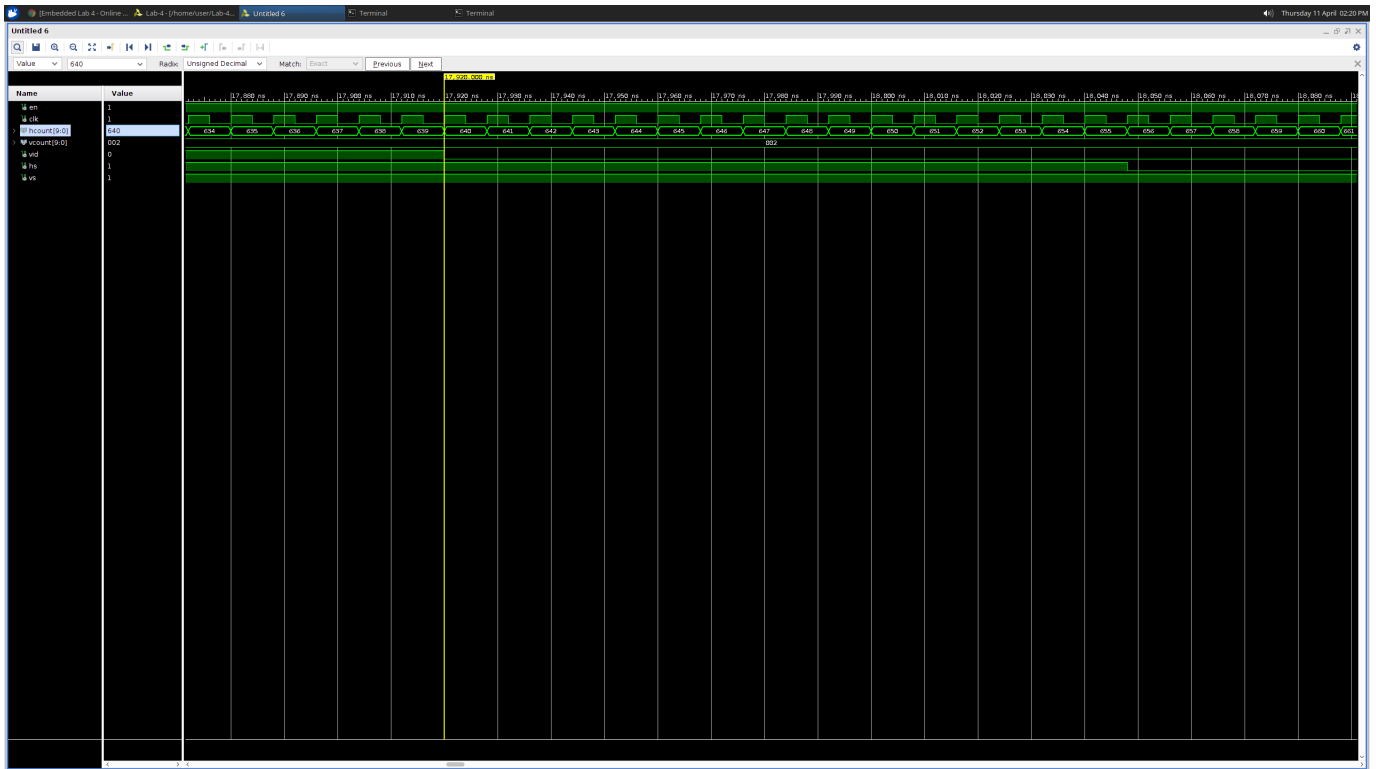 [Embedded Lab 4 - Online ... Lab-4 - [/home/user/Lab-4... Untitled 6 Terminal Terminal Thursday 11 April 02:20 PM
Untitled 6
Value 640 Radix: Unsigned Decimal Match: Exact Previous Next
17,920.000 ns
Name Value
17,880 ns 17,890 ns 17,900 ns 17,910 ns 17,920 ns 17,930 ns 17,940 ns 17,950 ns 17,960 ns 17,970 ns 17,980 ns 17,990 ns 18,000 ns 18,010 ns 18,020 ns 18,030 ns 18,040 ns 18,050 ns 18,060 ns 18,070 ns 18,080 ns
en 1
clk 1
hcount[9:0] 640 634 635 636 637 638 639 640 641 642 643 644 645 646 647 648 649 650 651 652 653 654 655 656 657 658 659 660 661
vcount[9:0] 002 002
vid 0
hs 1
vs 1